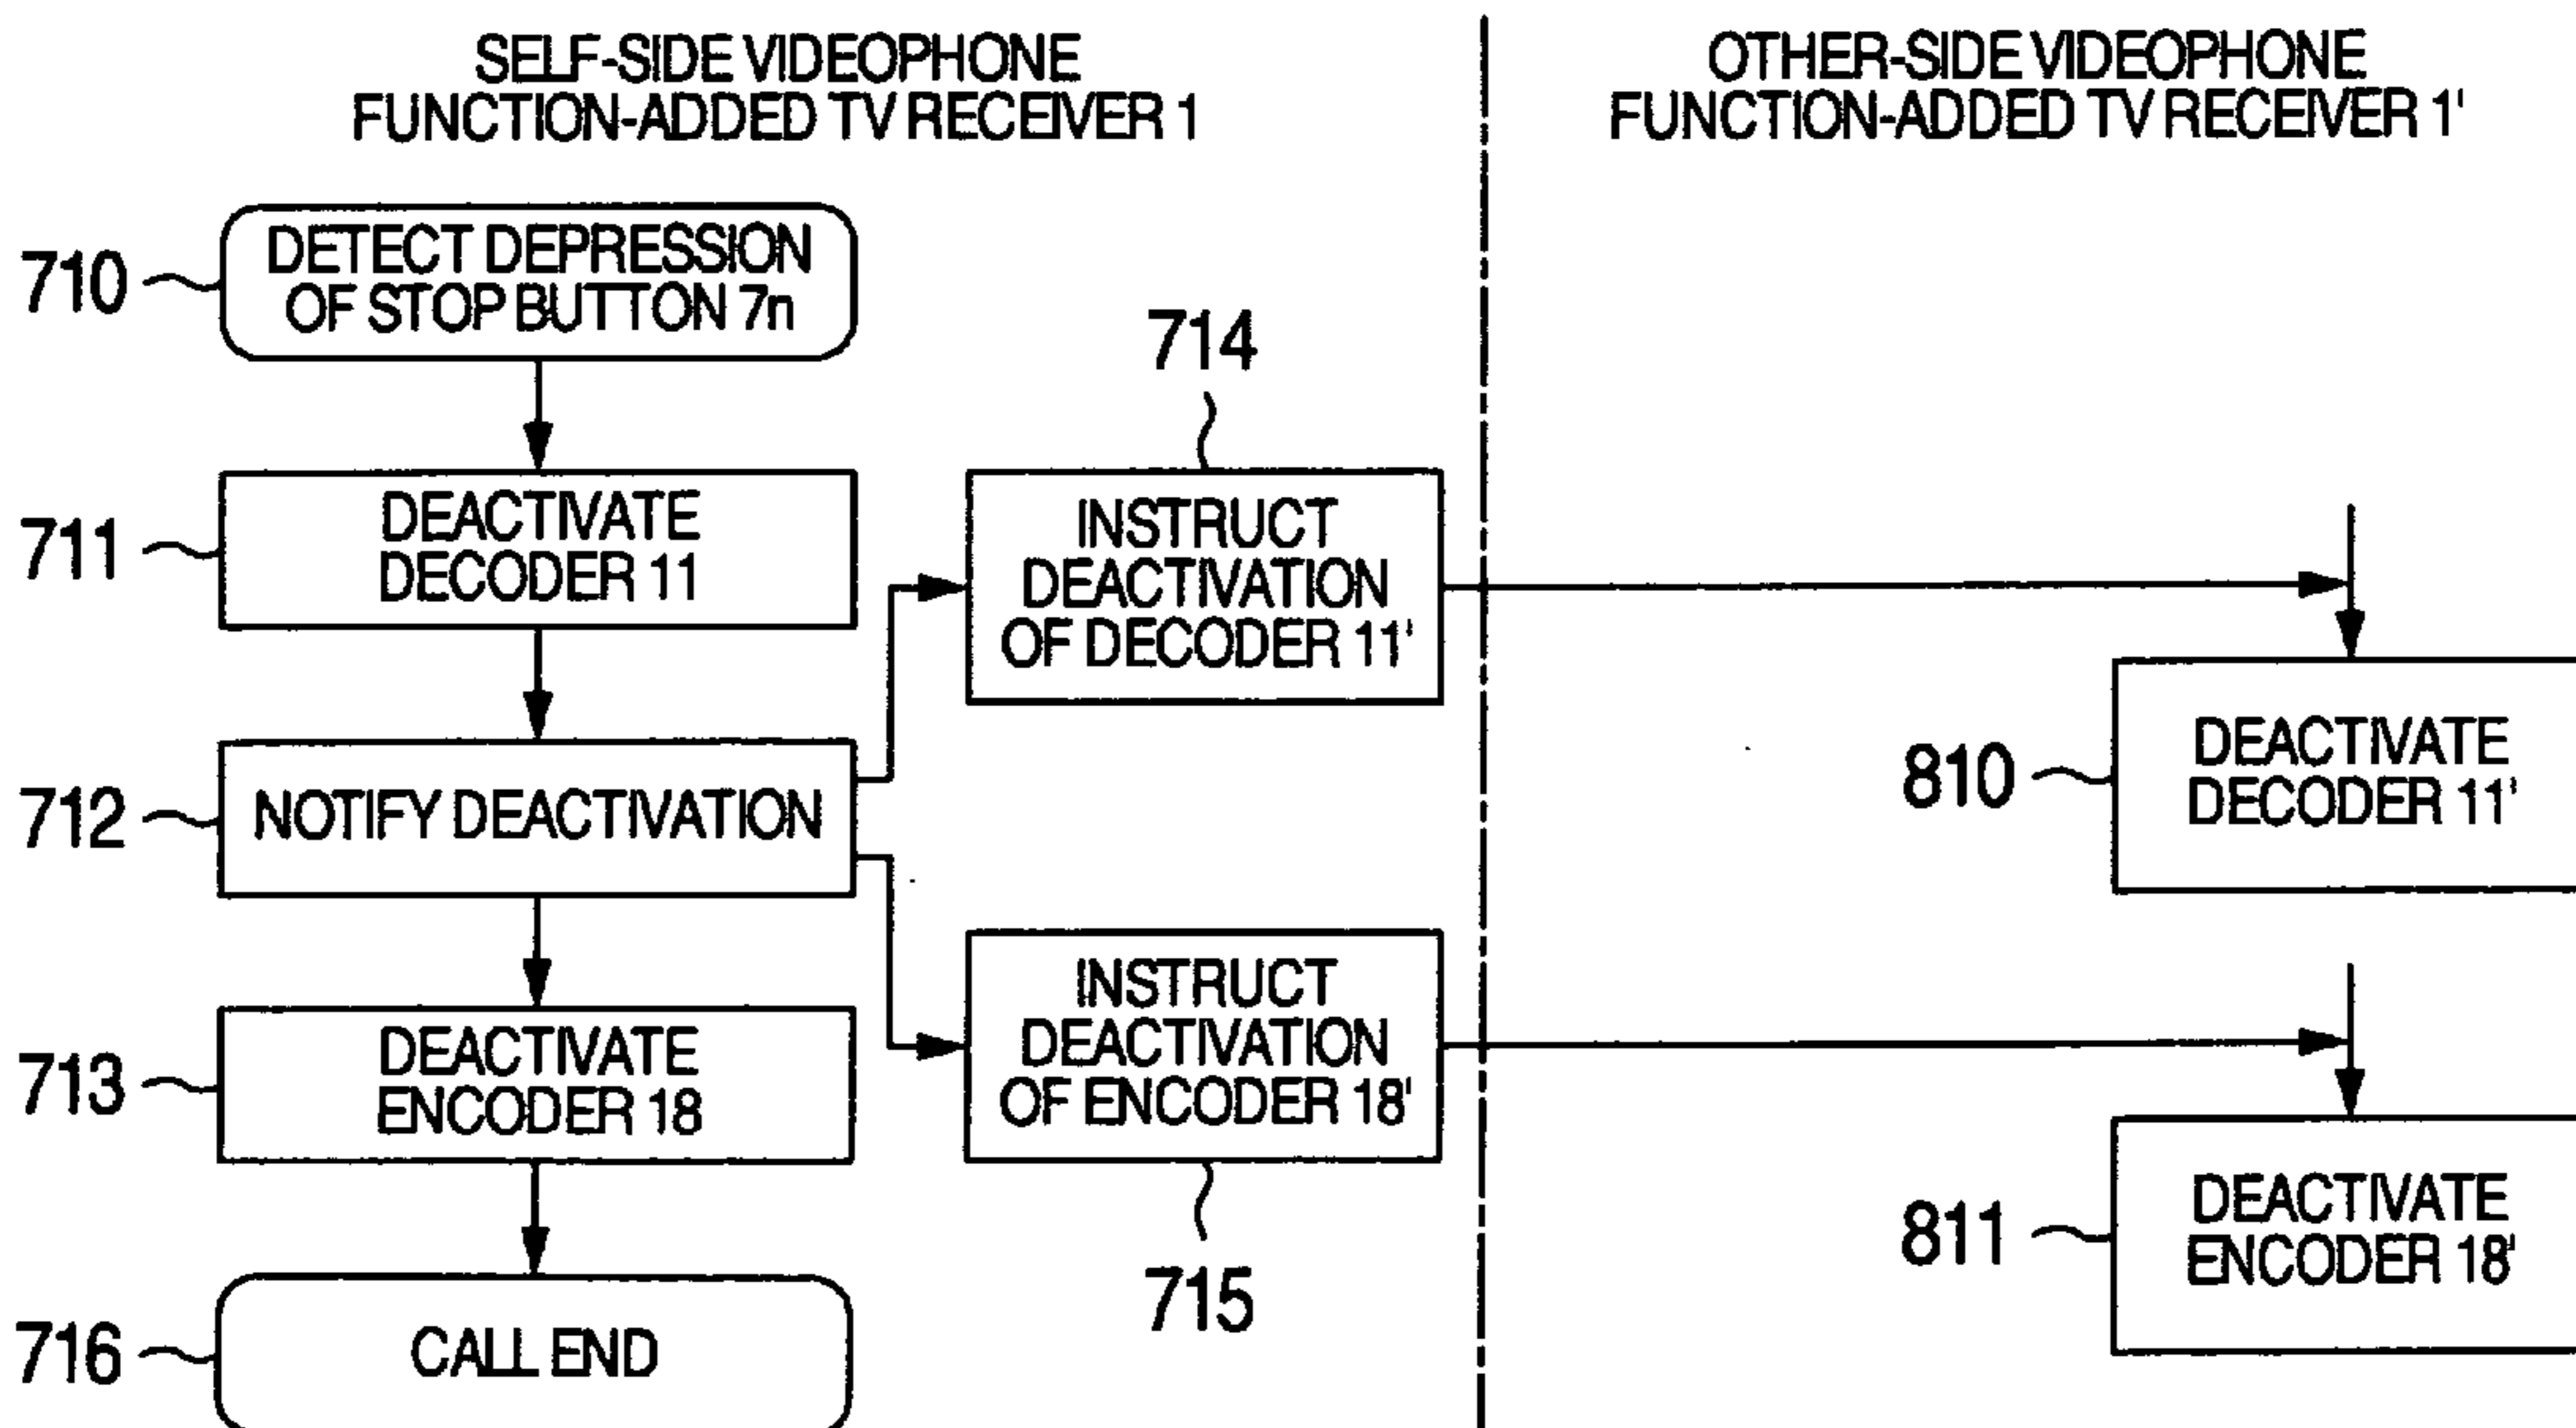 SELF-SIDE VIDEOPHONE
FUNCTION-ADDED TV RECEIVER 1
OTHER-SIDE VIDEOPHONE
FUNCTION-ADDED TV RECEIVER 1'
710
DETECT DEPRESSION
OF STOP BUTTON 7n
714
711
DEACTIVATE
DECODER 11
INSTRUCT
DEACTIVATION
OF DECODER 11'
712
NOTIFY DEACTIVATION
810
DEACTIVATE
DECODER 11'
713
DEACTIVATE
ENCODER 18
INSTRUCT
DEACTIVATION
OF ENCODER 18'
715
811
DEACTIVATE
ENCODER 18'
716
CALL END